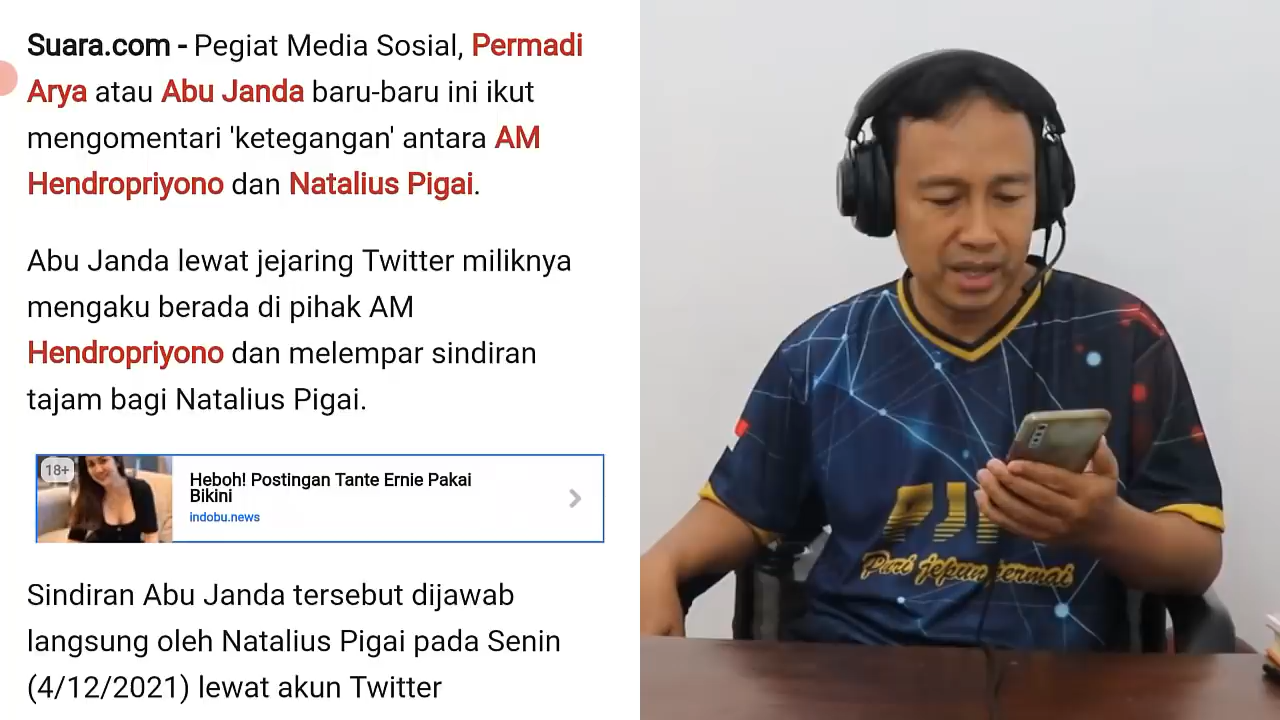 Suara.com - Pegiat Media Sosial, Permadi
Arya atau Abu Janda baru-baru ini ikut
mengomentari 'ketegangan' antara AM
Hendropriyono dan Natalius Pigai.
Abu Janda lewat jejaring Twitter miliknya
mengaku berada di pihak AM
Hendropriyono dan melempar sindiran
tajam bagi Natalius Pigai.
18+
Heboh! Postingan Tante Ernie Pakai
Bikini
indobu.news
Sindiran Abu Janda tersebut dijawab
langsung oleh Natalius Pigai pada Senin
(4/12/2021) lewat akun Twitter
PJP
Puri jepun permai